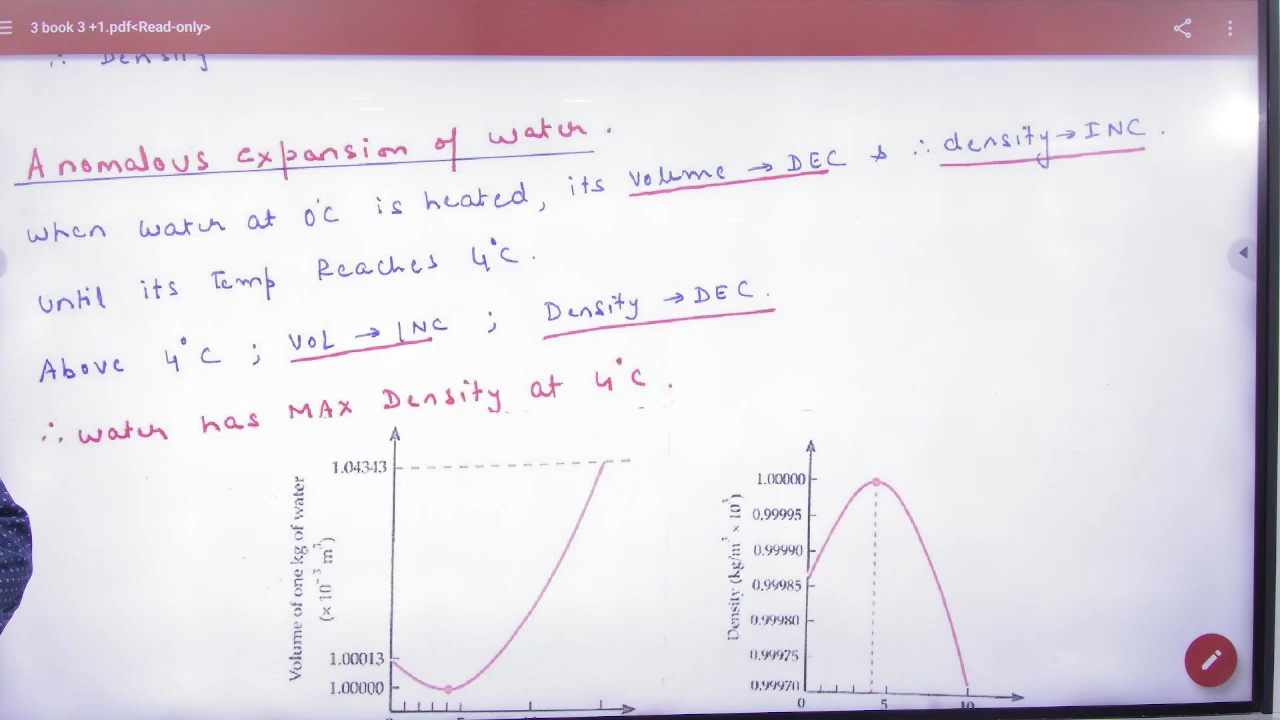 3 book 3 +1.pdf<Read-only>
∴ Density
Anomalous expansion of water.
when water at 0°C is heated, its volume → DEC & ∴ density → INC.
until its Temp Reaches 4°C.
Above 4°C ; VOL → INC ; Density → DEC.
∴ water has MAX Density at 4°C.
Volume of one kg of water
(× 10⁻³ m³)
1.04343
1.00013
1.00000
Density (kg/m³ × 10³)
1.00000
0.99995
0.99990
0.99985
0.99980
0.99975
0.99970
0
5
10